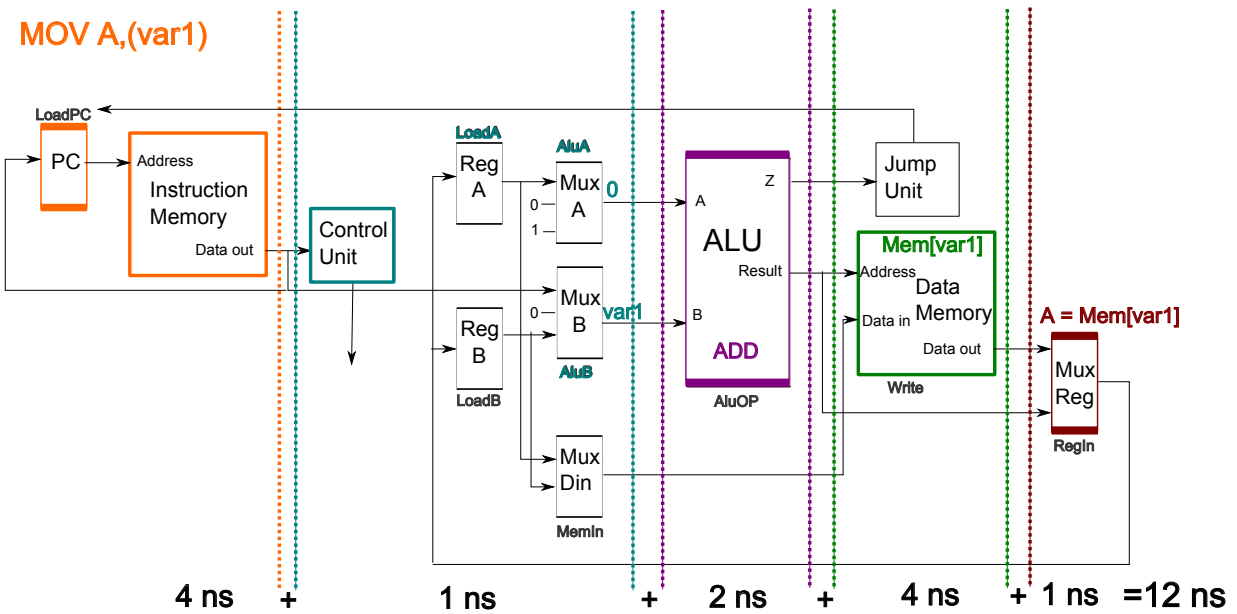 MOV A,(var1)
LoadPC
PC
Address
Instruction
Memory
Data out
Control
Unit
LoadA
Reg
A
AluA
Mux
A
0
1
0
Mux
B
0
var1
AluB
Reg
B
LoadB
Mux
Din
MemIn
A
B
Z
ALU
Result
ADD
AluOP
Jump
Unit
Mem[var1]
Address
Data
Memory
Data in
Data out
Write
A = Mem[var1]
Mux
Reg
RegIn
4 ns + 1 ns + 2 ns + 4 ns + 1 ns =12 ns